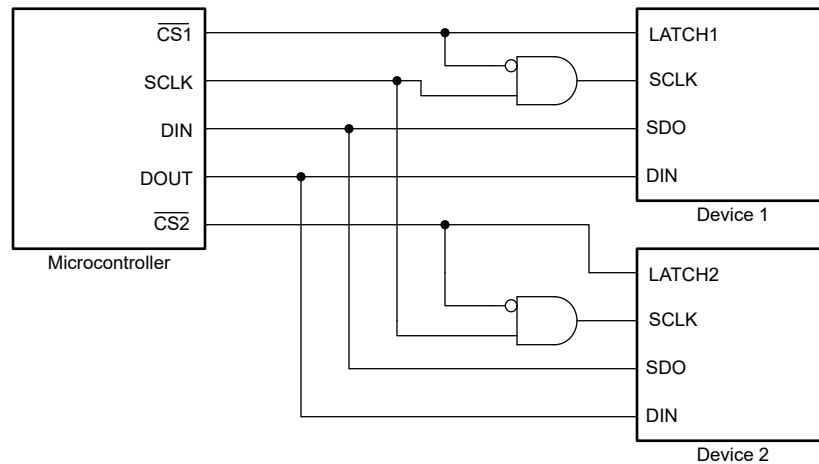 CS1
SCLK
DIN
DOUT
CS2
Microcontroller
LATCH1
SCLK
SDO
DIN
Device 1
LATCH2
SCLK
SDO
DIN
Device 2